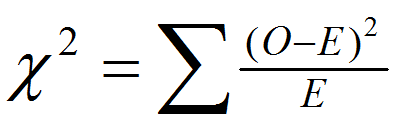 χ² = ∑ (O−E)² / E